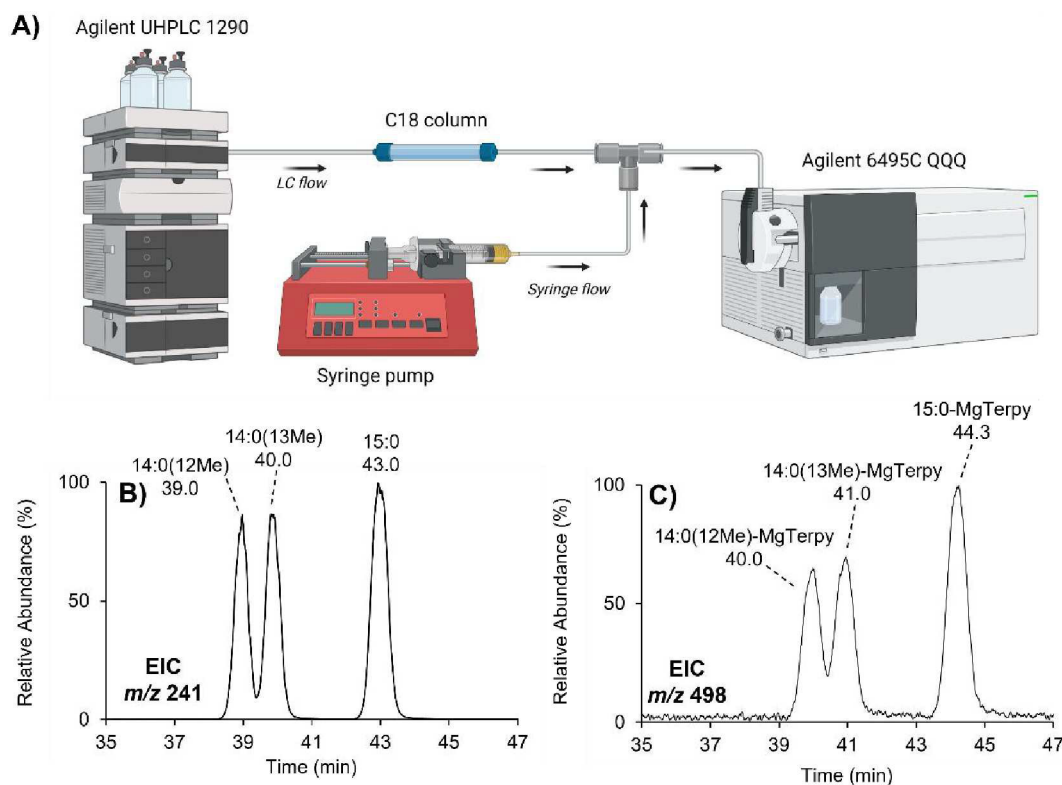 A)
Agilent UHPLC 1290
C18 column
Agilent 6495C QQQ
LC flow
Syringe flow
Syringe pump
B)
14:0(12Me)
39.0
14:0(13Me)
40.0
15:0
43.0
Relative Abundance (%)
100
50
0
EIC
m/z 241
35 37 39 41 43 45 47
Time (min)
C)
14:0(12Me)-MgTerpy
40.0
14:0(13Me)-MgTerpy
41.0
15:0-MgTerpy
44.3
Relative Abundance (%)
100
50
0
EIC
m/z 498
35 37 39 41 43 45 47
Time (min)